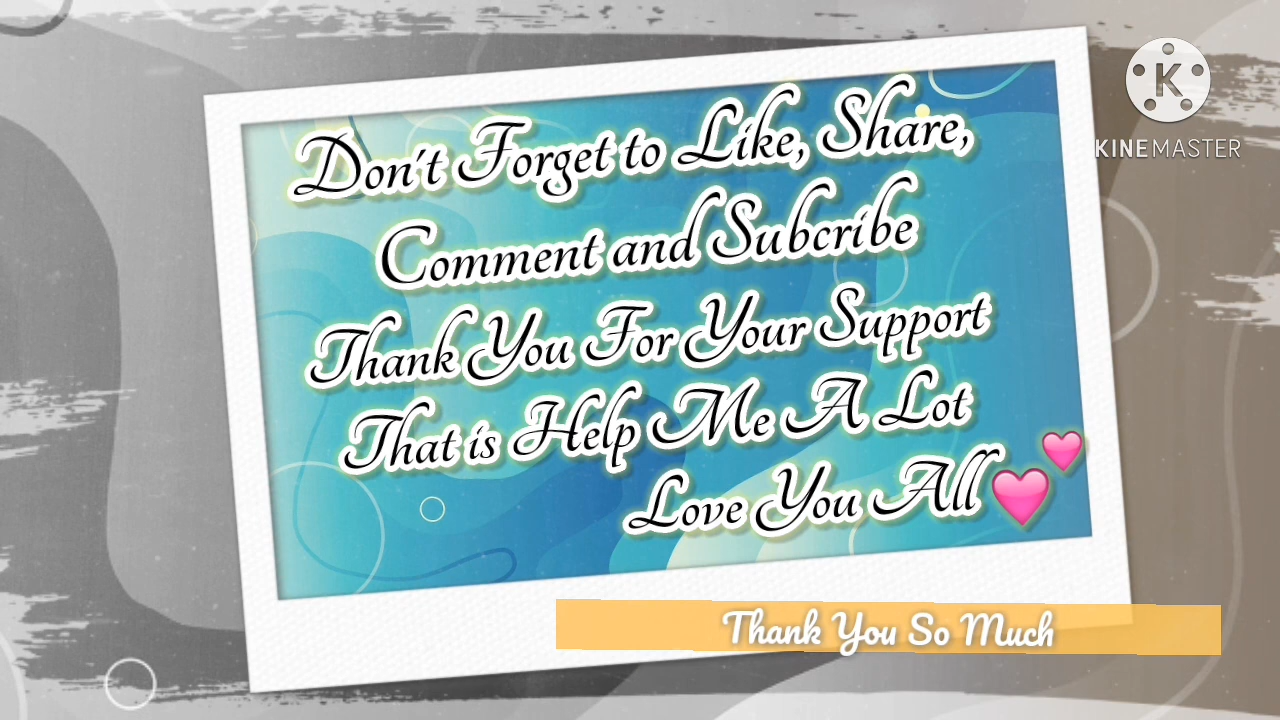 Don't Forget to Like, Share,
Comment and Subcribe
Thank You For Your Support
That is Help Me A Lot
Love You All
Thank You So Much
K
KINEMASTER